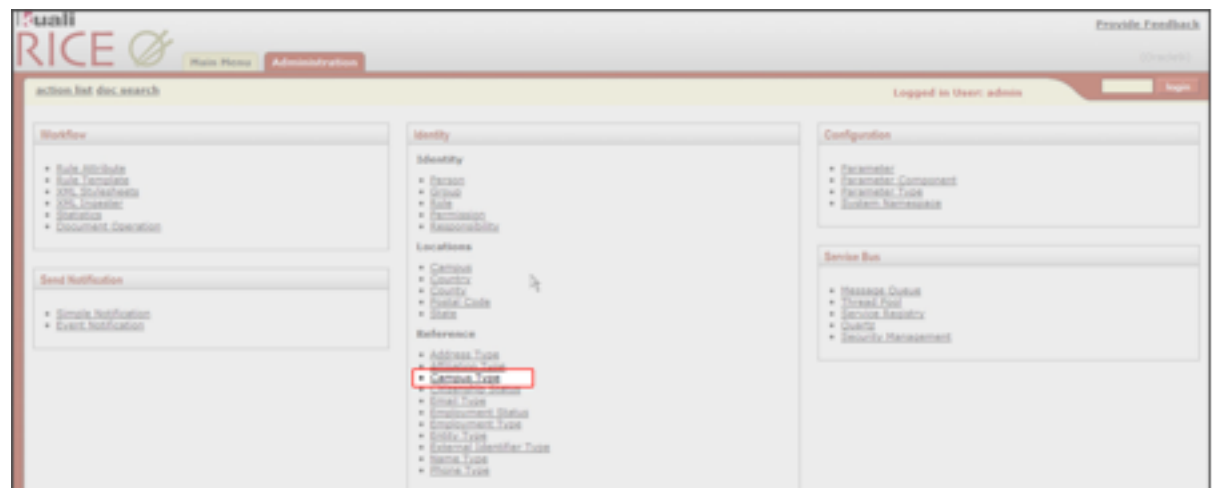 Kuali
RICE
Provide Feedback
Main Menu Administration
action list doc search
Logged in User: admin
login
Workflow
Rule Attribute
Rule Template
XML Stylesheets
XML Ingester
Statistics
Document Operation
Send Notification
Simple Notification
Event Notification
Identity
Identity
Person
Group
Role
Permission
Responsibility
Locations
Campus
Country
County
Postal Code
State
Reference
Address Type
Affiliation Type
Campus Type
Citizenship Status
Email Type
Employment Status
Employment Type
Entity Type
External Identifier Type
Name Type
Phone Type
Configuration
Parameter
Parameter Component
Parameter Type
System Namespace
Service Bus
Message Queue
Thread Pool
Service Registry
Quartz
Security Management